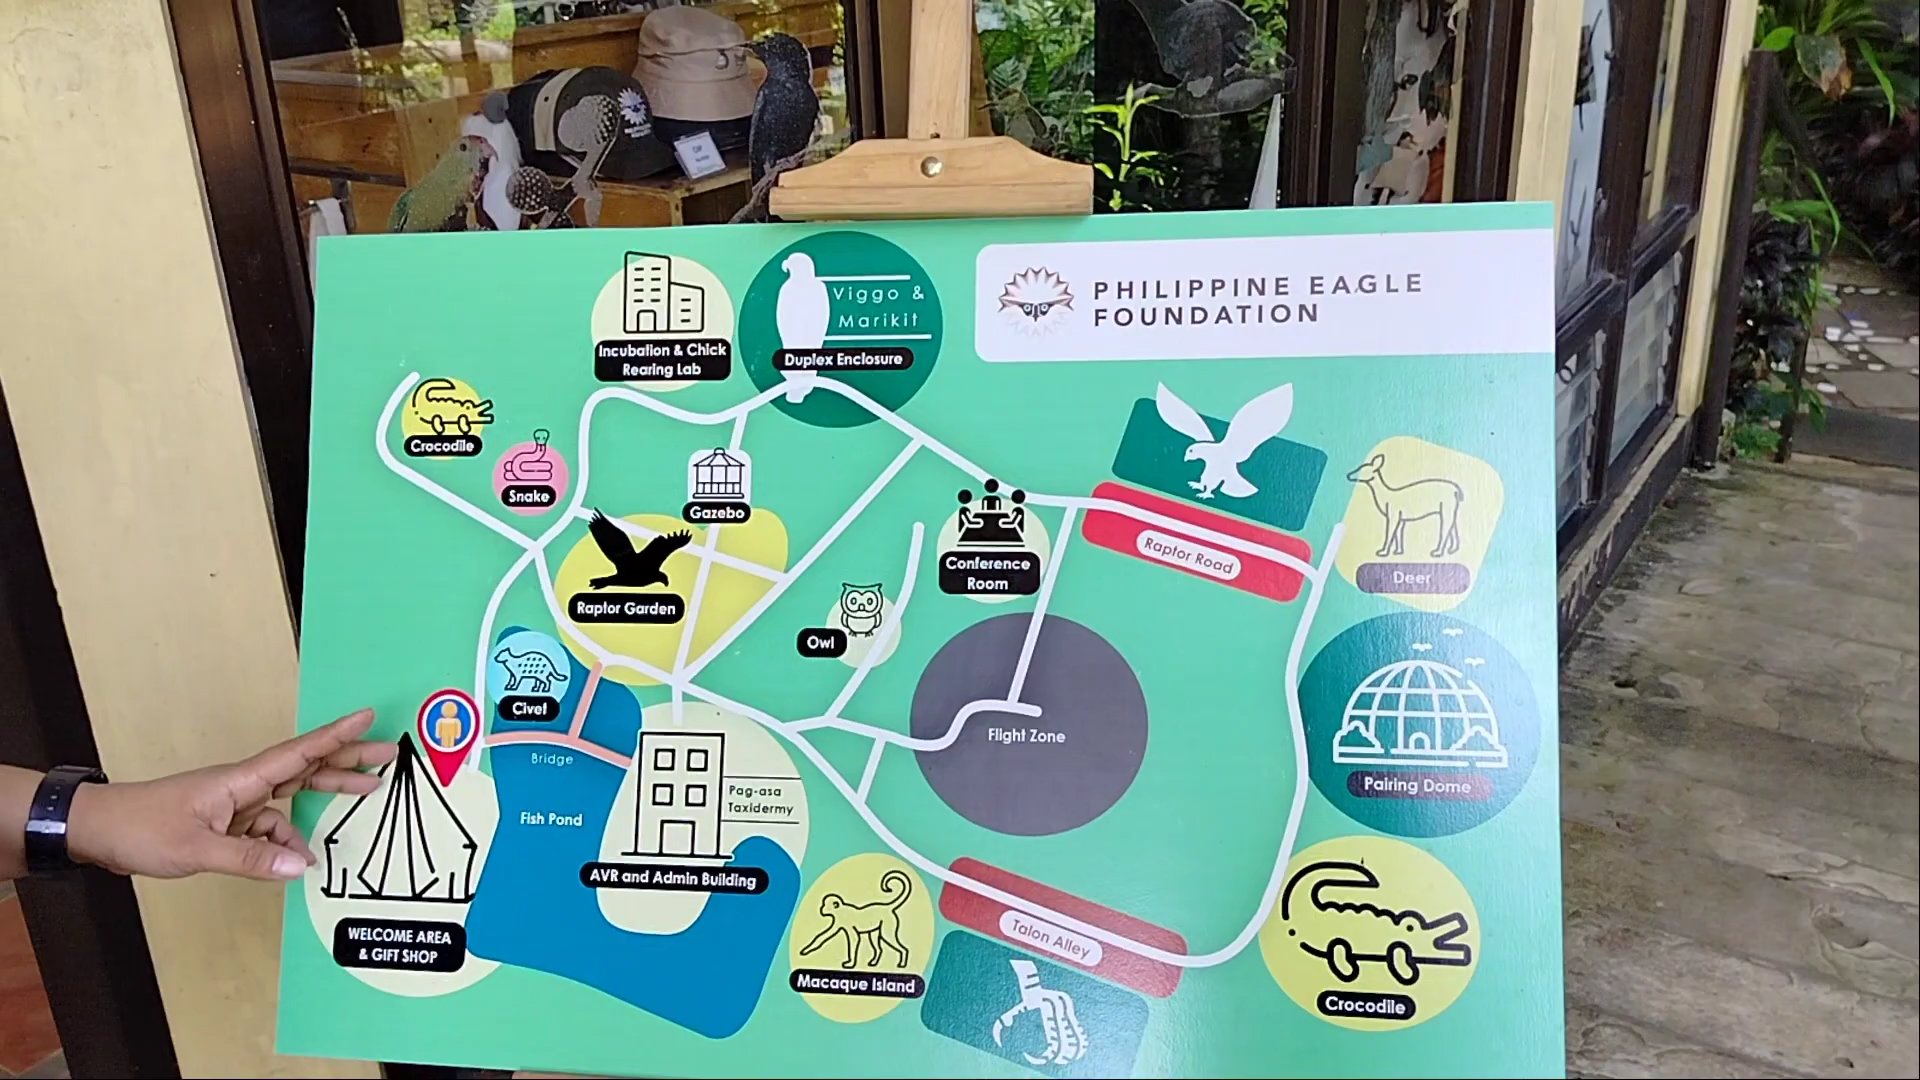 PHILIPPINE EAGLE
FOUNDATION
Viggo &
Marikit
Duplex Enclosure
Incubation & Chick
Rearing Lab
Crocodile
Snake
Gazebo
Raptor Garden
Conference
Room
Raptor Road
Deer
Owl
Civet
Bridge
Fish Pond
Flight Zone
Pairing Dome
Pag-asa
Taxidermy
AVR and Admin Building
WELCOME AREA
& GIFT SHOP
Macaque Island
Talon Alley
Crocodile